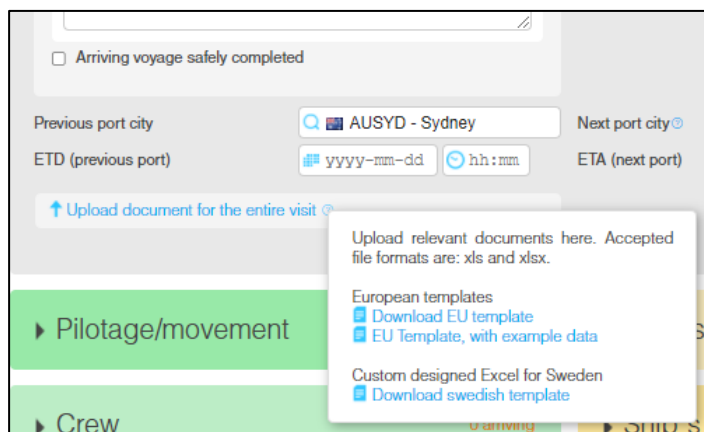 Arriving voyage safely completed
Previous port city
AUSYD - Sydney
Next port city
ETD (previous port)
yyyy-mm-dd
hh:mm
ETA (next port)
Upload document for the entire visit
Upload relevant documents here. Accepted
file formats are: xls and xlsx.
European templates
Download EU template
EU Template, with example data
Custom designed Excel for Sweden
Download swedish template
Pilotage/movement
Crew
0 arriving
Ship's